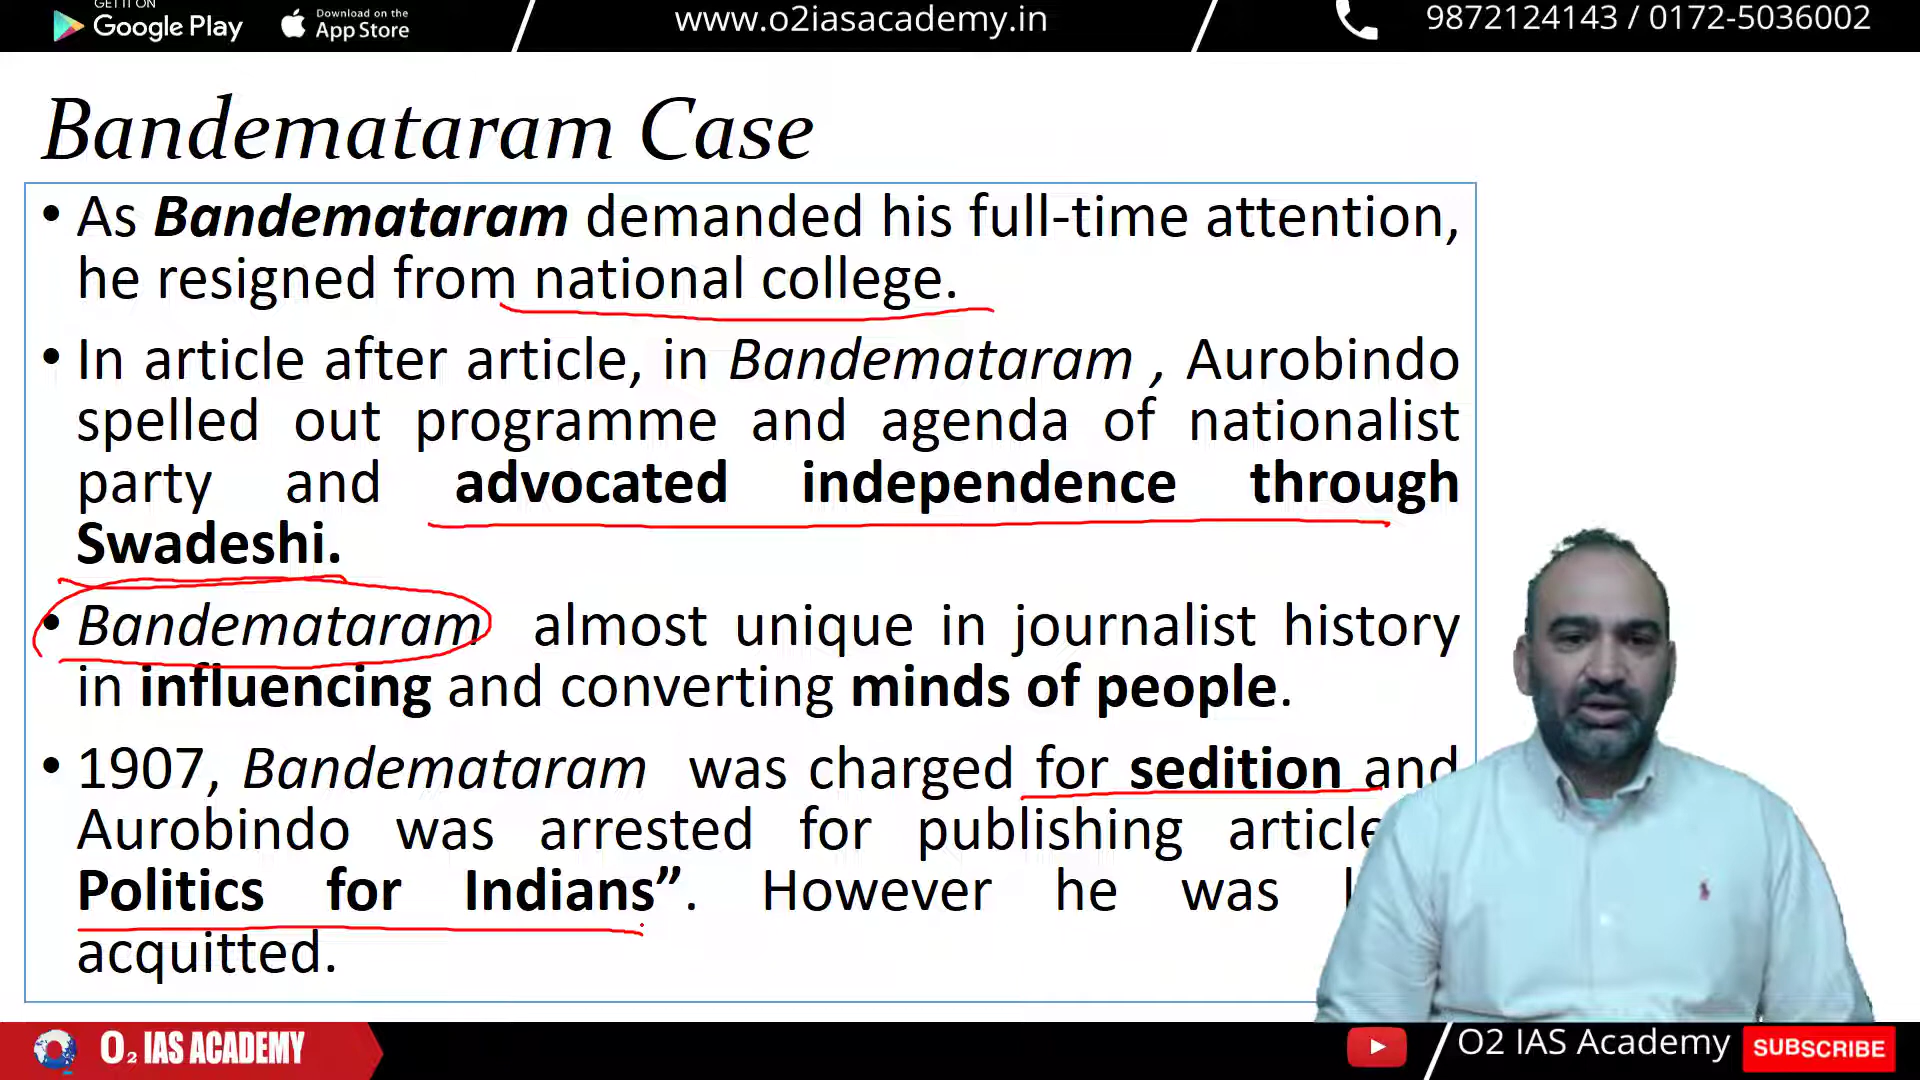 GET IT ON
Google Play
Download on the
App Store
www.o2iasacademy.in
9872124143 / 0172-5036002
Bandemataram Case
• As Bandemataram demanded his full-time attention,
he resigned from national college.
• In article after article, in Bandemataram , Aurobindo
spelled out programme and agenda of nationalist
party and advocated independence through
Swadeshi.
• Bandemataram almost unique in journalist history
in influencing and converting minds of people.
• 1907, Bandemataram was charged for sedition and
Aurobindo was arrested for publishing article
Politics for Indians”. However he was
acquitted.
O2 IAS ACADEMY
O2 IAS Academy
SUBSCRIBE